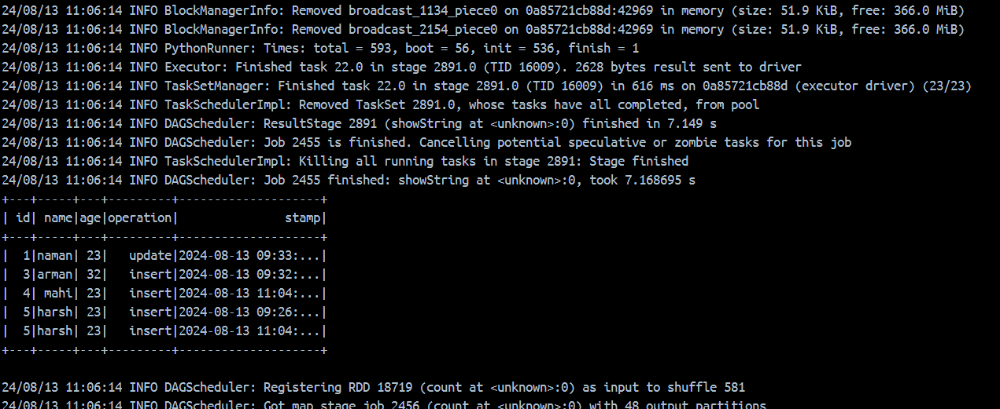 24/08/13 11:06:14 INFO BlockManagerInfo: Removed broadcast_1134_piece0 on 0a85721cb88d:42969 in memory (size: 51.9 KiB, free: 366.0 MiB)
24/08/13 11:06:14 INFO BlockManagerInfo: Removed broadcast_2154_piece0 on 0a85721cb88d:42969 in memory (size: 51.9 KiB, free: 366.0 MiB)
24/08/13 11:06:14 INFO PythonRunner: Times: total = 593, boot = 56, init = 536, finish = 1
24/08/13 11:06:14 INFO Executor: Finished task 22.0 in stage 2891.0 (TID 16009). 2628 bytes result sent to driver
24/08/13 11:06:14 INFO TaskSetManager: Finished task 22.0 in stage 2891.0 (TID 16009) in 616 ms on 0a85721cb88d (executor driver) (23/23)
24/08/13 11:06:14 INFO TaskSchedulerImpl: Removed TaskSet 2891.0, whose tasks have all completed, from pool
24/08/13 11:06:14 INFO DAGScheduler: ResultStage 2891 (showString at <unknown>:0) finished in 7.149 s
24/08/13 11:06:14 INFO DAGScheduler: Job 2455 is finished. Cancelling potential speculative or zombie tasks for this job
24/08/13 11:06:14 INFO TaskSchedulerImpl: Killing all running tasks in stage 2891: Stage finished
24/08/13 11:06:14 INFO DAGScheduler: Job 2455 finished: showString at <unknown>:0, took 7.168695 s
+---+-----+---+---------+--------------------+
| id| name|age|operation|               stamp|
+---+-----+---+---------+--------------------+
|  1|naman| 23|   update|2024-08-13 09:33:...|
|  3|arman| 32|   insert|2024-08-13 09:32:...|
|  4| mahi| 23|   insert|2024-08-13 11:04:...|
|  5|harsh| 23|   insert|2024-08-13 09:26:...|
|  5|harsh| 23|   insert|2024-08-13 11:04:...|
+---+-----+---+---------+--------------------+
24/08/13 11:06:14 INFO DAGScheduler: Registering RDD 18719 (count at <unknown>:0) as input to shuffle 581
24/08/13 11:06:14 INFO DAGScheduler: Got map stage job 2456 (count at <unknown>:0) with 48 output partitions